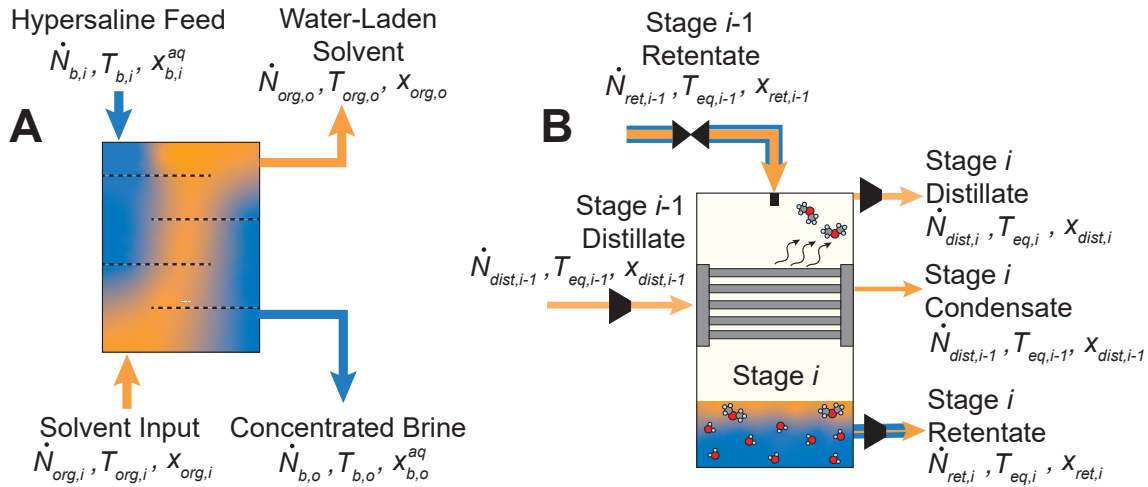 A
Hypersaline Feed
Ṅb,i , Tb,i , x^aq b,i
Water-Laden
Solvent
Ṅorg,o , Torg,o , xorg,o
Solvent Input
Ṅorg,i , Torg,i , xorg,i
Concentrated Brine
Ṅb,o , Tb,o , x^aq b,o
B
Stage i-1
Retentate
Ṅret,i-1 , Teq,i-1 , xret,i-1
Stage i-1
Distillate
Ṅdist,i-1 , Teq,i-1, xdist,i-1
Stage i
Distillate
Ṅdist,i , Teq,i , xdist,i
Stage i
Condensate
Ṅdist,i-1 , Teq,i-1, xdist,i-1
Stage i
Stage i
Retentate
Ṅret,i , Teq,i , xret,i